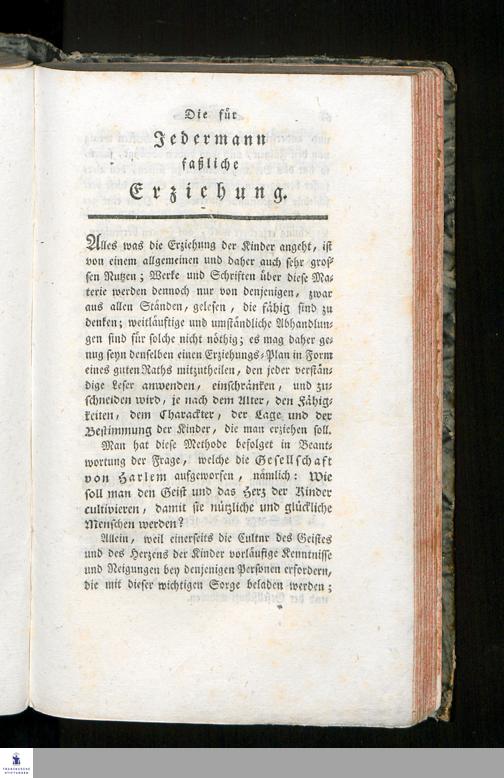 Die für
Jedermann
faßliche
Erziehung.
Alles was die Erziehung der Kinder angeht, ist
von einem allgemeinen und daher auch sehr gros-
sen Nutzen; Werke und Schriften über diese Ma-
terie werden dennoch nur von denjenigen, zwar
aus allen Ständen, gelesen, die fähig sind zu
denken; weitläuftige und umständliche Abhandlun-
gen sind für solche nicht nöthig; es mag daher ge-
nug seyn denselben einen Erziehungs-Plan in Form
eines guten Raths mitzutheilen, den jeder verstän-
dige Leser anwenden, einschränken, und zu-
schneiden wird, je nach dem Alter, den Fähig-
keiten, dem Charackter, der Lage und der
Bestimmung der Kinder, die man erziehen soll.
Man hat diese Methode befolget in Beant-
wortung der Frage, welche die Gesellschaft
von Harlem aufgeworfen, nämlich: Wie
soll man den Geist und das Herz der Kinder
cultivieren, damit sie nützliche und glückliche
Menschen werden?
Allein, weil einerseits die Cultur des Geistes
und des Herzens der Kinder vorläufige Kenntnisse
und Neigungen bey denjenigen Personen erfordern,
die mit dieser wichtigen Sorge beladen werden;
FRANCKESCHE
STIFTUNGEN